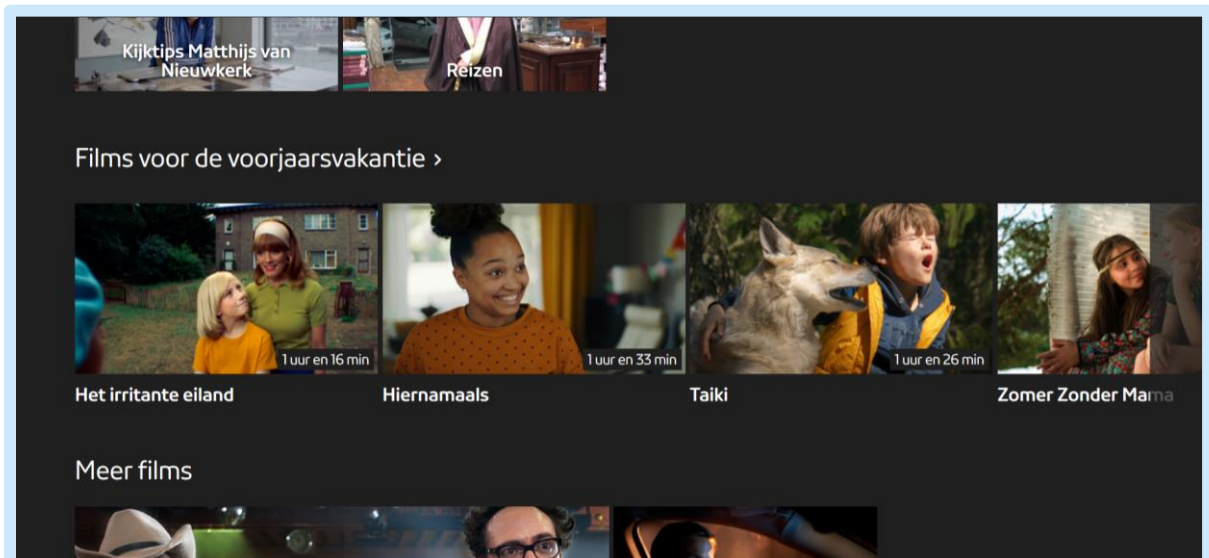 Kijktips Matthijs van
Nieuwkerk
Reizen
Films voor de voorjaarsvakantie ›
1 uur en 16 min
1 uur en 33 min
1 uur en 26 min
Het irritante eiland
Hiernamaals
Taiki
Zomer Zonder Mama
Meer films